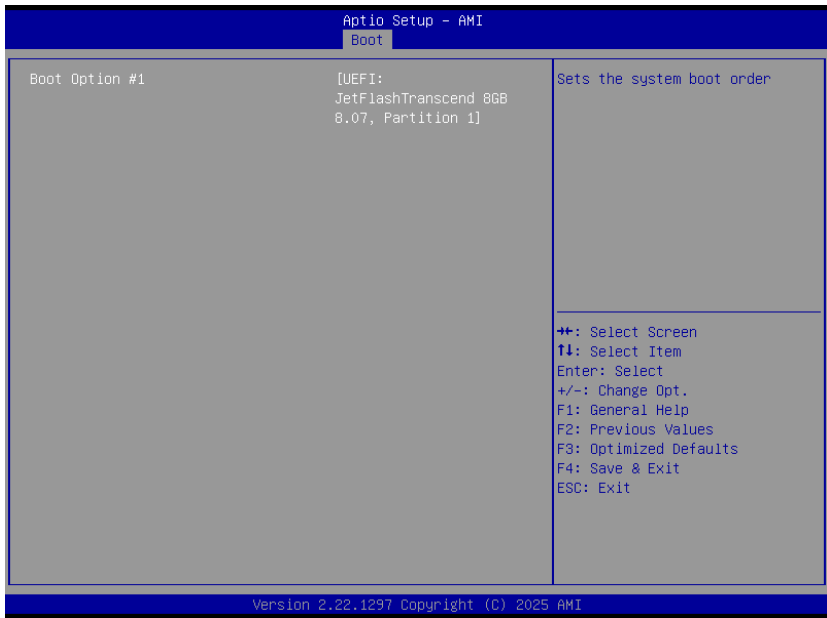 Aptio Setup - AMI
Boot
Boot Option #1
[UEFI:
JetFlashTranscend 8GB
8.07, Partition 1]
Sets the system boot order
→←: Select Screen
↑↓: Select Item
Enter: Select
+/-: Change Opt.
F1: General Help
F2: Previous Values
F3: Optimized Defaults
F4: Save & Exit
ESC: Exit
Version 2.22.1297 Copyright (C) 2025 AMI